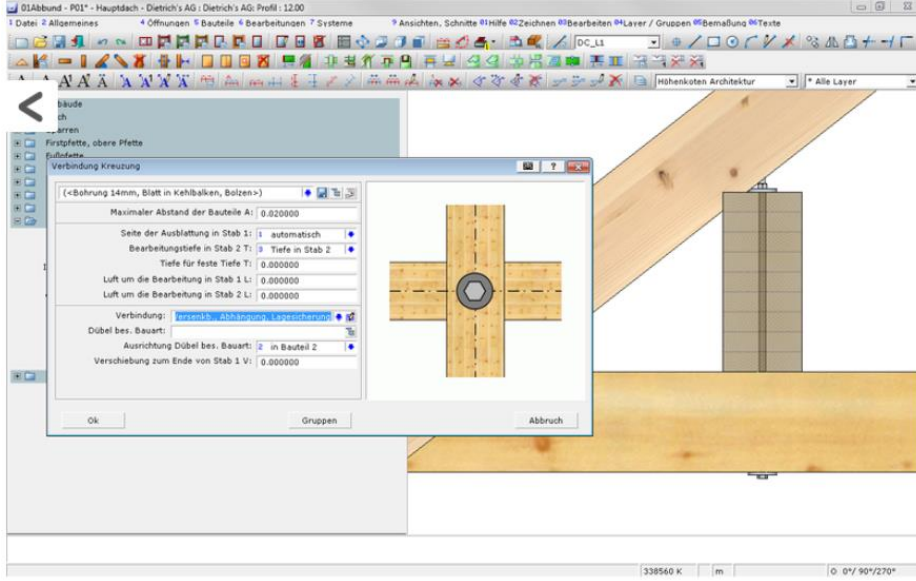 01Abbund - P01* - Hauptdach - Dietrich's AG : Dietrich's AG: Profil : 12.00
1 Datei 2 Allgemeines 4 Öffnungen 5 Bauteile 6 Bearbeitungen 7 Systeme 9 Ansichten, Schnitte 01Hilfe 02Zeichnen 03Bearbeiten 04Layer / Gruppen 05Bemaßung 06Texte
DC_L1
Höhenkoten Architektur * Alle Layer
Firstpfette, obere Pfette
Fußpfette
Verbindung Kreuzung
(<Bohrung 14mm, Blatt in Kehlbalken, Bolzen>)
Maximaler Abstand der Bauteile A: 0.020000
Seite der Ausblattung in Stab 1: 1 automatisch
Bearbeitungstiefe in Stab 2 T: 3 Tiefe in Stab 2
Tiefe für feste Tiefe T: 0.000000
Luft um die Bearbeitung in Stab 1 L: 0.000000
Luft um die Bearbeitung in Stab 2 L: 0.000000
Verbindung: Versenkb., Abhängung, Lagesicherung
Dübel bes. Bauart:
Ausrichtung Dübel bes. Bauart: 2 in Bauteil 2
Verschiebung zum Ende von Stab 1 V: 0.000000
Ok Gruppen Abbruch
338560 K m 0 0°/ 90°/270°